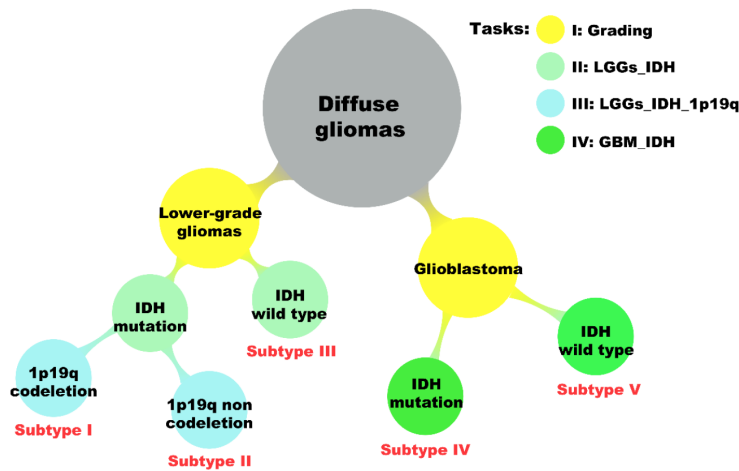 Tasks:
I: Grading
II: LGGs_IDH
III: LGGs_IDH_1p19q
IV: GBM_IDH
Diffuse
gliomas
Lower-grade
gliomas
Glioblastoma
IDH
mutation
IDH
wild type
Subtype III
1p19q
codeletion
Subtype I
1p19q non
codeletion
Subtype II
IDH
mutation
Subtype IV
IDH
wild type
Subtype V